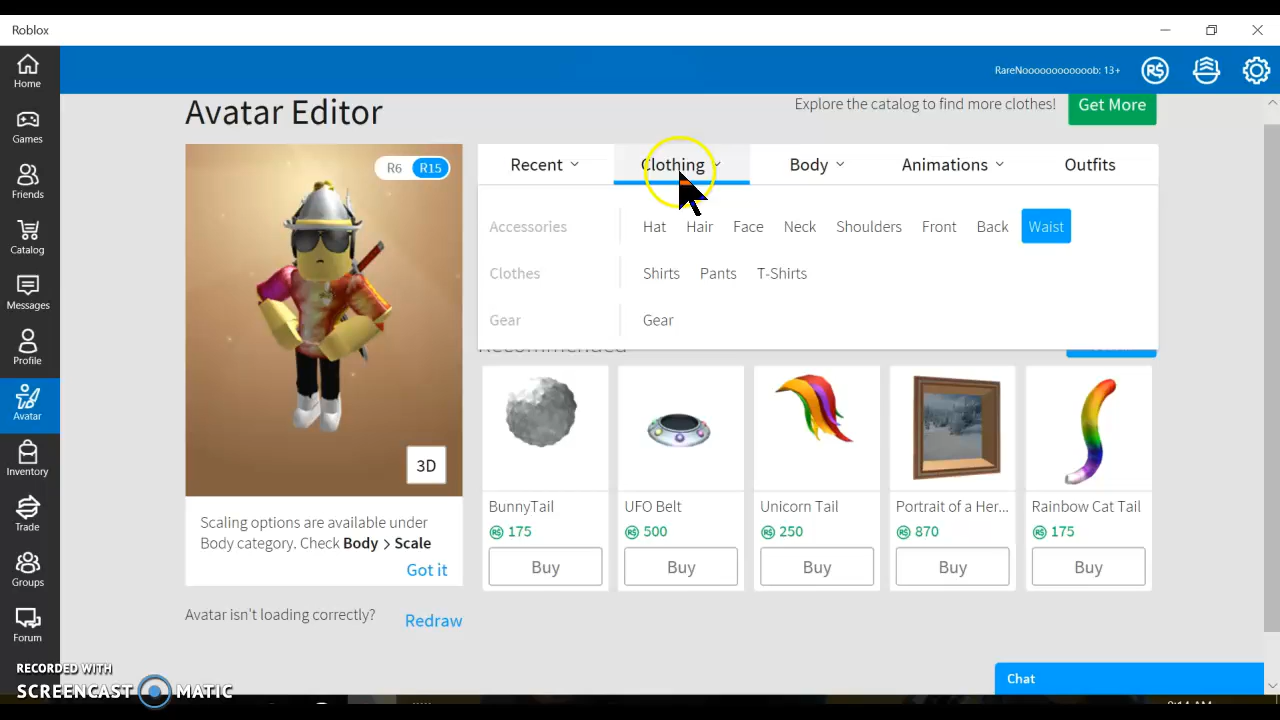 Roblox
RareNoooooooooooob: 13+
Home
Games
Friends
Catalog
Messages
Profile
Avatar
Inventory
Trade
Groups
Forum
Avatar Editor
Explore the catalog to find more clothes!
Get More
R6 R15
3D
Scaling options are available under
Body category. Check Body > Scale
Got it
Avatar isn't loading correctly? Redraw
Recent Clothing Body Animations Outfits
Accessories Hat Hair Face Neck Shoulders Front Back Waist
Clothes Shirts Pants T-Shirts
Gear Gear
Recommended
BunnyTail UFO Belt Unicorn Tail Portrait of a Her... Rainbow Cat Tail
R$ 175 R$ 500 R$ 250 R$ 870 R$ 175
Buy Buy Buy Buy Buy
Chat
RECORDED WITH
SCREENCAST MATIC